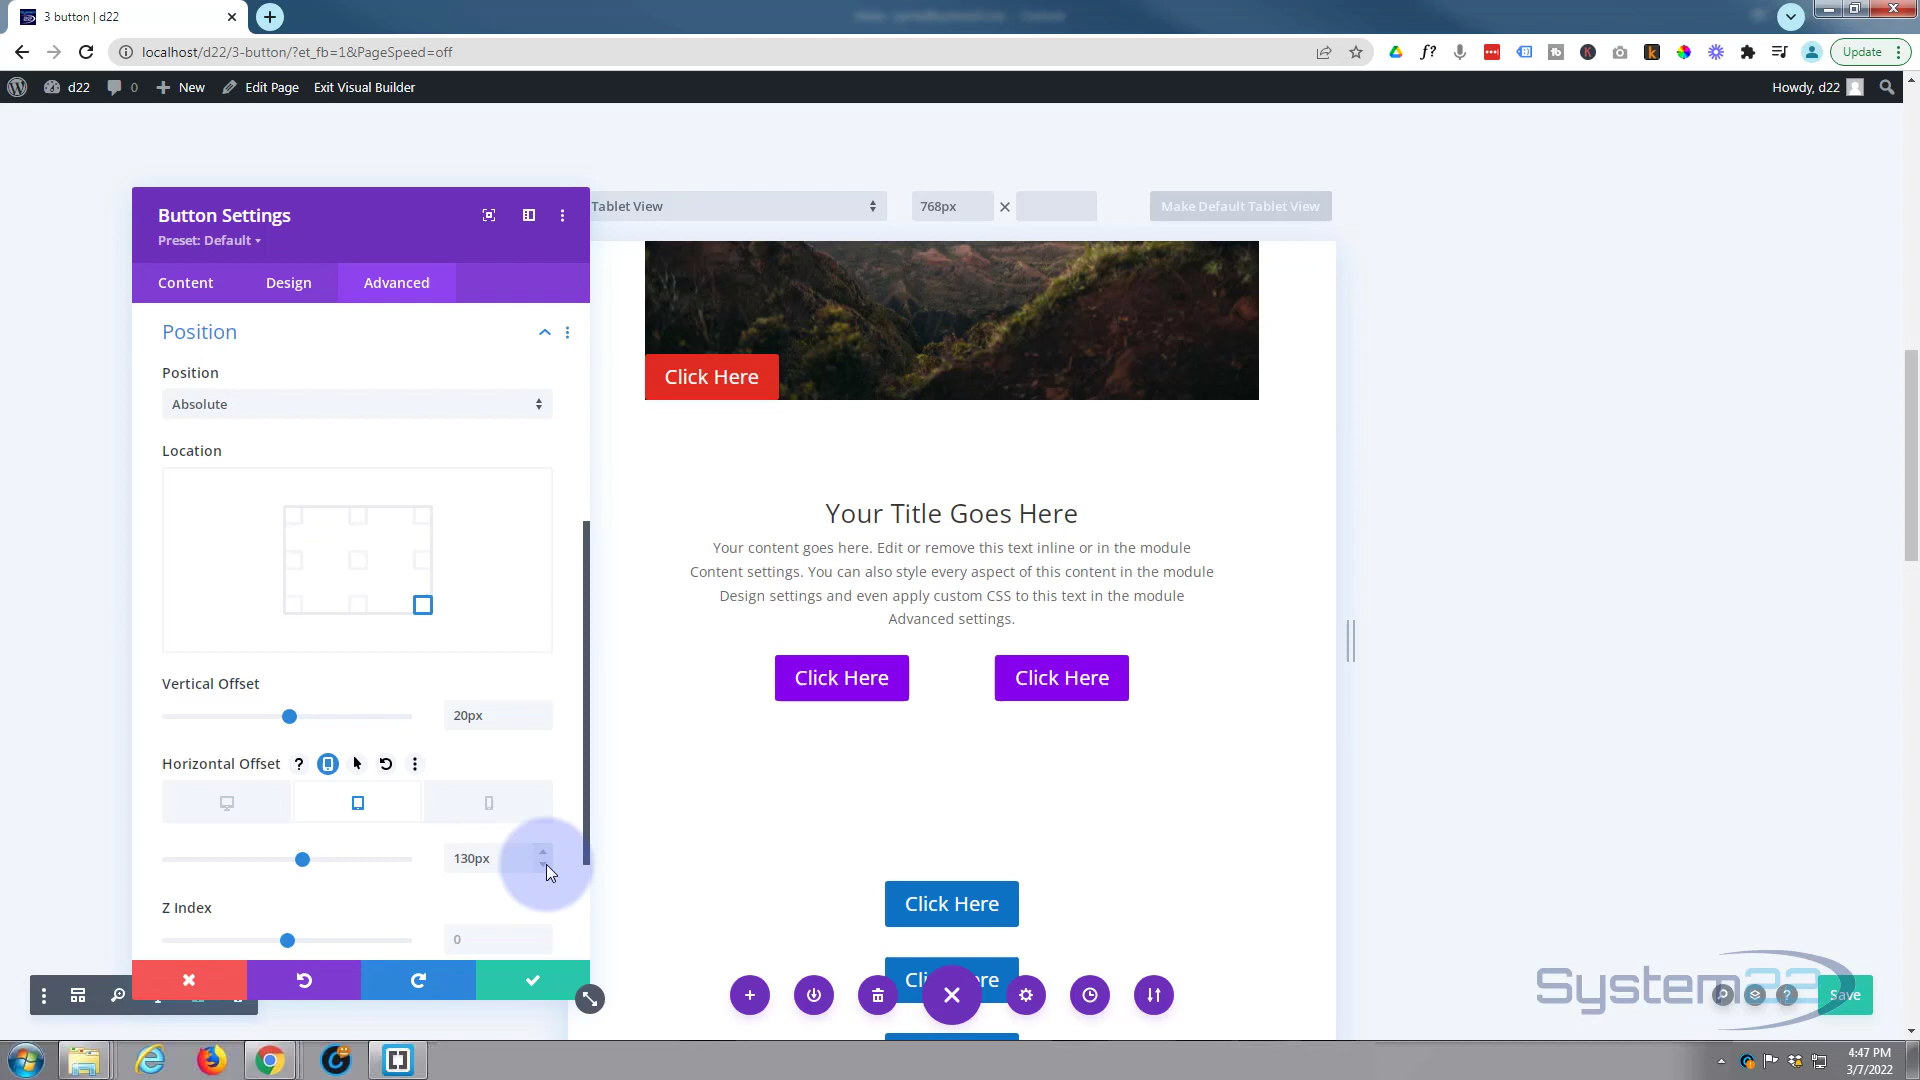 3 button | d22
localhost/d22/3-button/?et_fb=1&PageSpeed=off
f?
Update
d22
0
New
Edit Page
Exit Visual Builder
Howdy, d22
Button Settings
Preset: Default
Content
Design
Advanced
Tablet View
768px
Make Default Tablet View
Position
Position
Absolute
Location
Click Here
Your Title Goes Here
Your content goes here. Edit or remove this text inline or in the module
Content settings. You can also style every aspect of this content in the module
Design settings and even apply custom CSS to this text in the module
Advanced settings.
Click Here
Click Here
Vertical Offset
20px
Horizontal Offset
?
130px
Z Index
0
Click Here
System22
?
Save
4:47 PM
3/7/2022